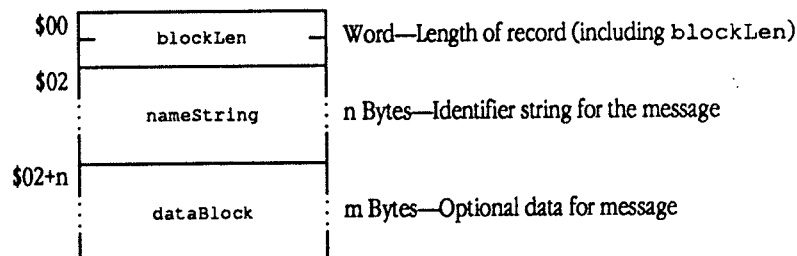 $00 blockLen Word—Length of record (including blockLen)
$02
nameString n Bytes—Identifier string for the message
$02+n
dataBlock m Bytes—Optional data for message